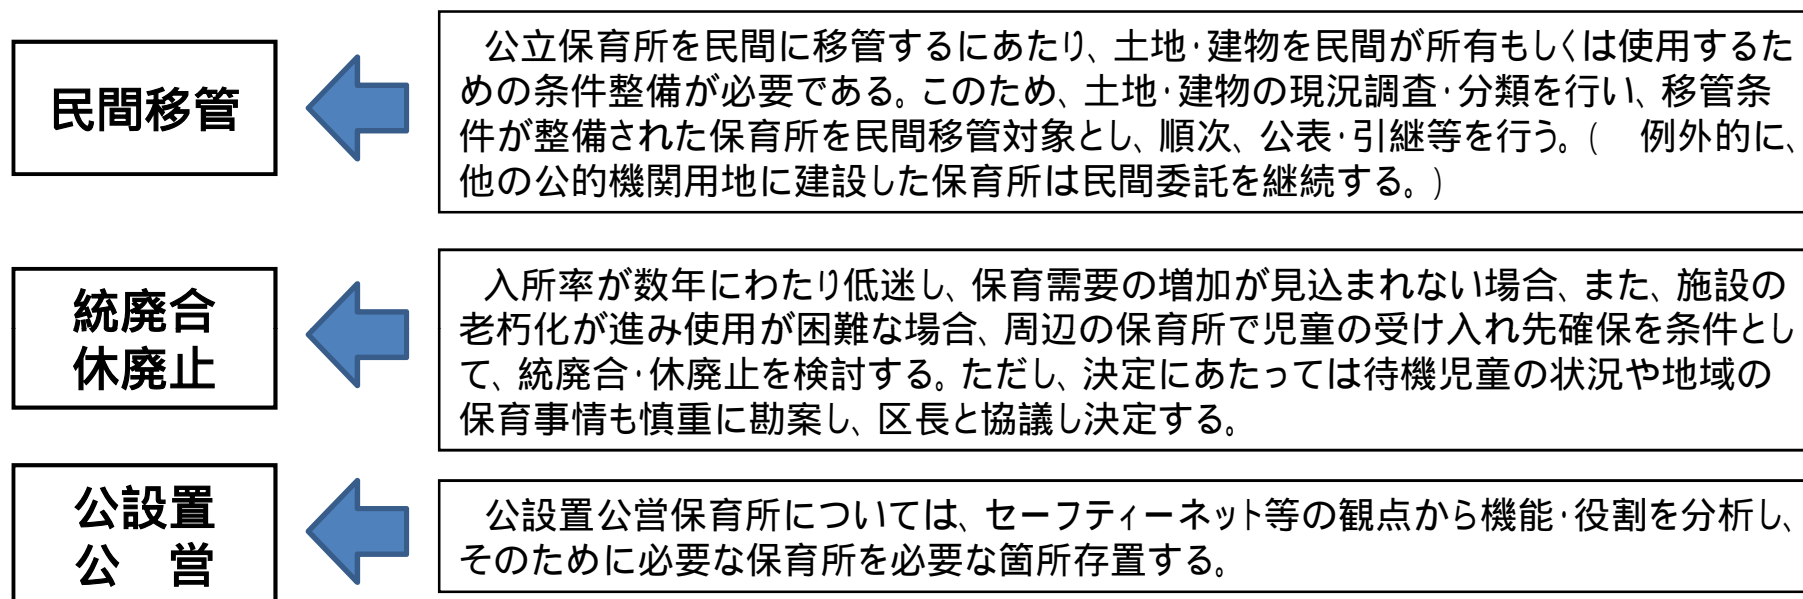 民間移管
公立保育所を民間に移管するにあたり、土地・建物を民間が所有もしくは使用するた
めの条件整備が必要である。このため、土地・建物の現況調査・分類を行い、移管条
件が整備された保育所を民間移管対象とし、順次、公表・引継等を行う。(　例外的に、
他の公的機関用地に建設した保育所は民間委託を継続する。)
統廃合
休廃止
入所率が数年にわたり低迷し、保育需要の増加が見込まれない場合、また、施設の
老朽化が進み使用が困難な場合、周辺の保育所で児童の受け入れ先確保を条件とし
て、統廃合・休廃止を検討する。ただし、決定にあたっては待機児童の状況や地域の
保育事情も慎重に勘案し、区長と協議し決定する。
公設置
公　営
公設置公営保育所については、セーフティーネット等の観点から機能・役割を分析し、
そのために必要な保育所を必要な箇所存置する。